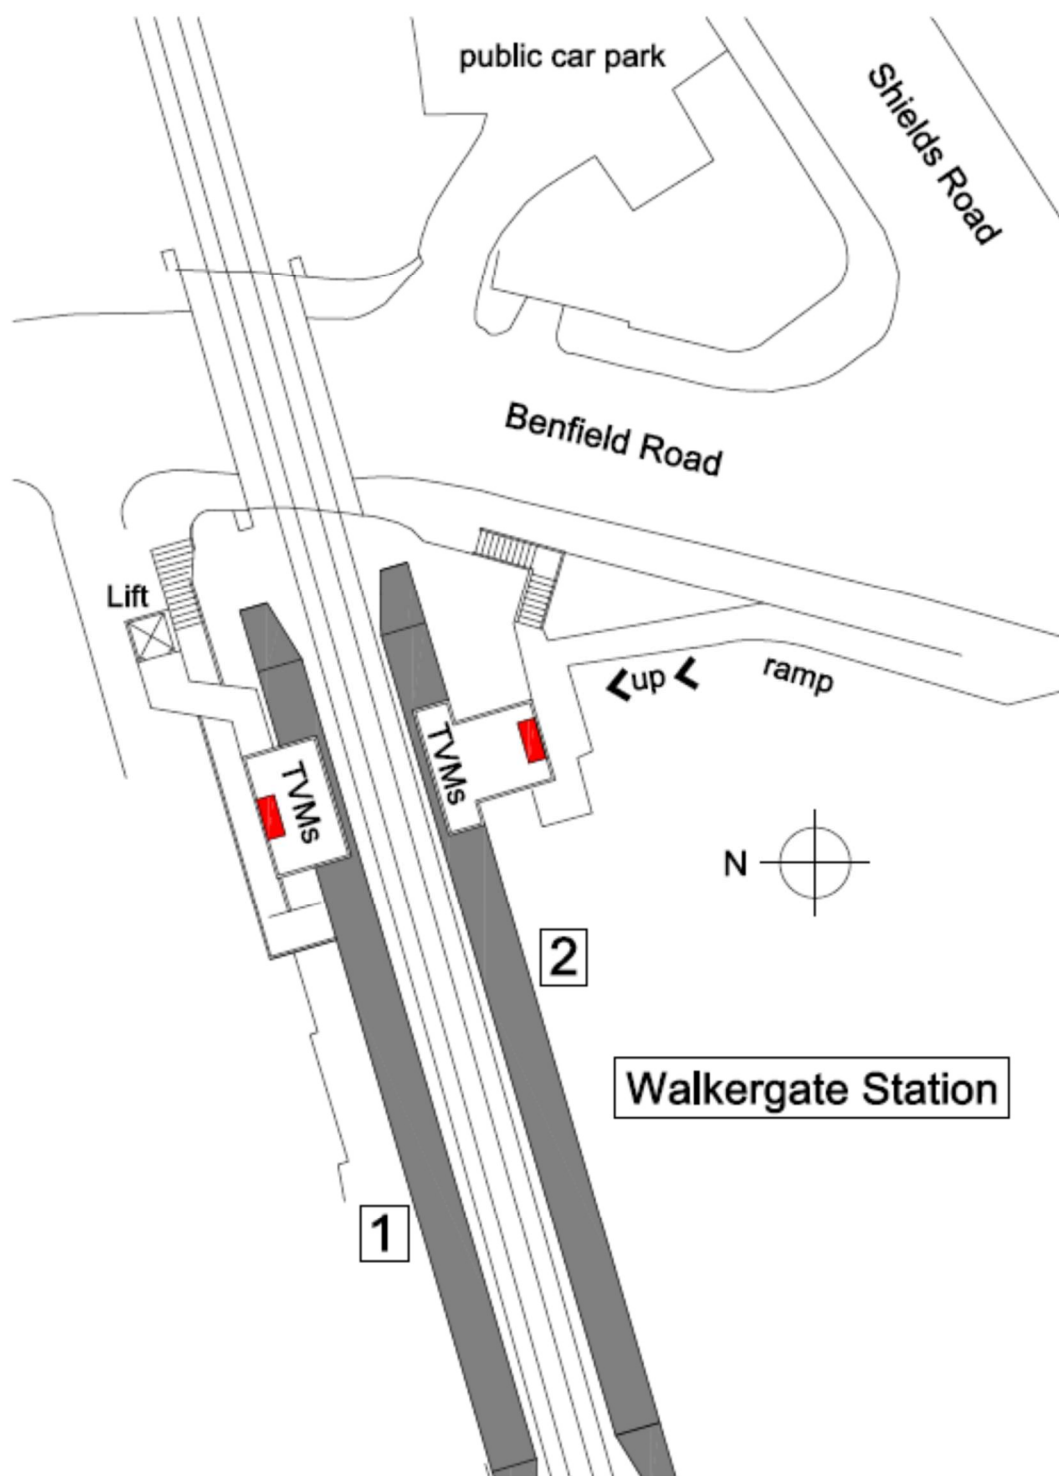 public car park
Shields Road
Benfield Road
Lift
up
ramp
TVMs
TVMs
N
2
Walkergate Station
1